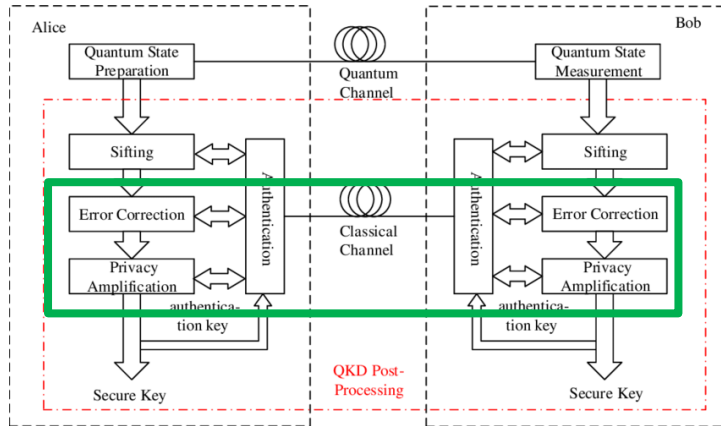 Alice
Bob
Quantum State
Preparation
Quantum
Channel
Quantum State
Measurement
Sifting
Error Correction
Privacy
Amplification
Authentication
authentica-
tion key
Secure Key
Classical
Channel
QKD Post-
Processing
Authentication
Sifting
Error Correction
Privacy
Amplification
authentica-
tion key
Secure Key